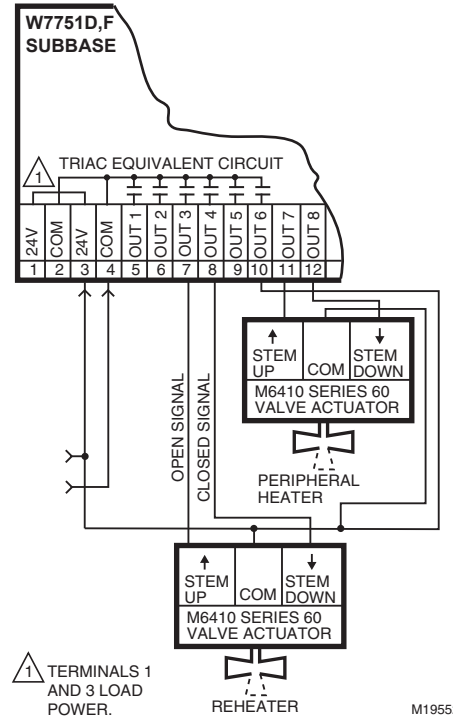 W7751D,F
SUBBASE
1
TRIAC EQUIVALENT CIRCUIT
24V
COM
24V
COM
OUT 1
OUT 2
OUT 3
OUT 4
OUT 5
OUT 6
OUT 7
OUT 8
1 2 3 4 5 6 7 8 9 10 11 12
STEM UP
COM
STEM DOWN
M6410 SERIES 60
VALVE ACTUATOR
OPEN SIGNAL
CLOSED SIGNAL
PERIPHERAL
HEATER
STEM UP
COM
STEM DOWN
M6410 SERIES 60
VALVE ACTUATOR
REHEATER
1 TERMINALS 1
AND 3 LOAD
POWER.